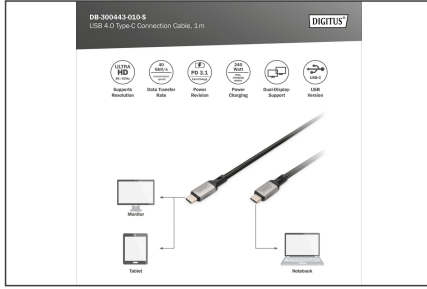 DB-300443-010-S
USB 4.0 Type-C Connection Cable, 1 m
DIGITUS®
ULTRA
HD
40
Gbit/s
PD 3.1
240
Watt
USB-C
Supports
Resolution
Data Transfer
Rate
Power
Revision
Power
Charging
Dual-Display-
Support
USB
Version
Monitor
Tablet
Notebook